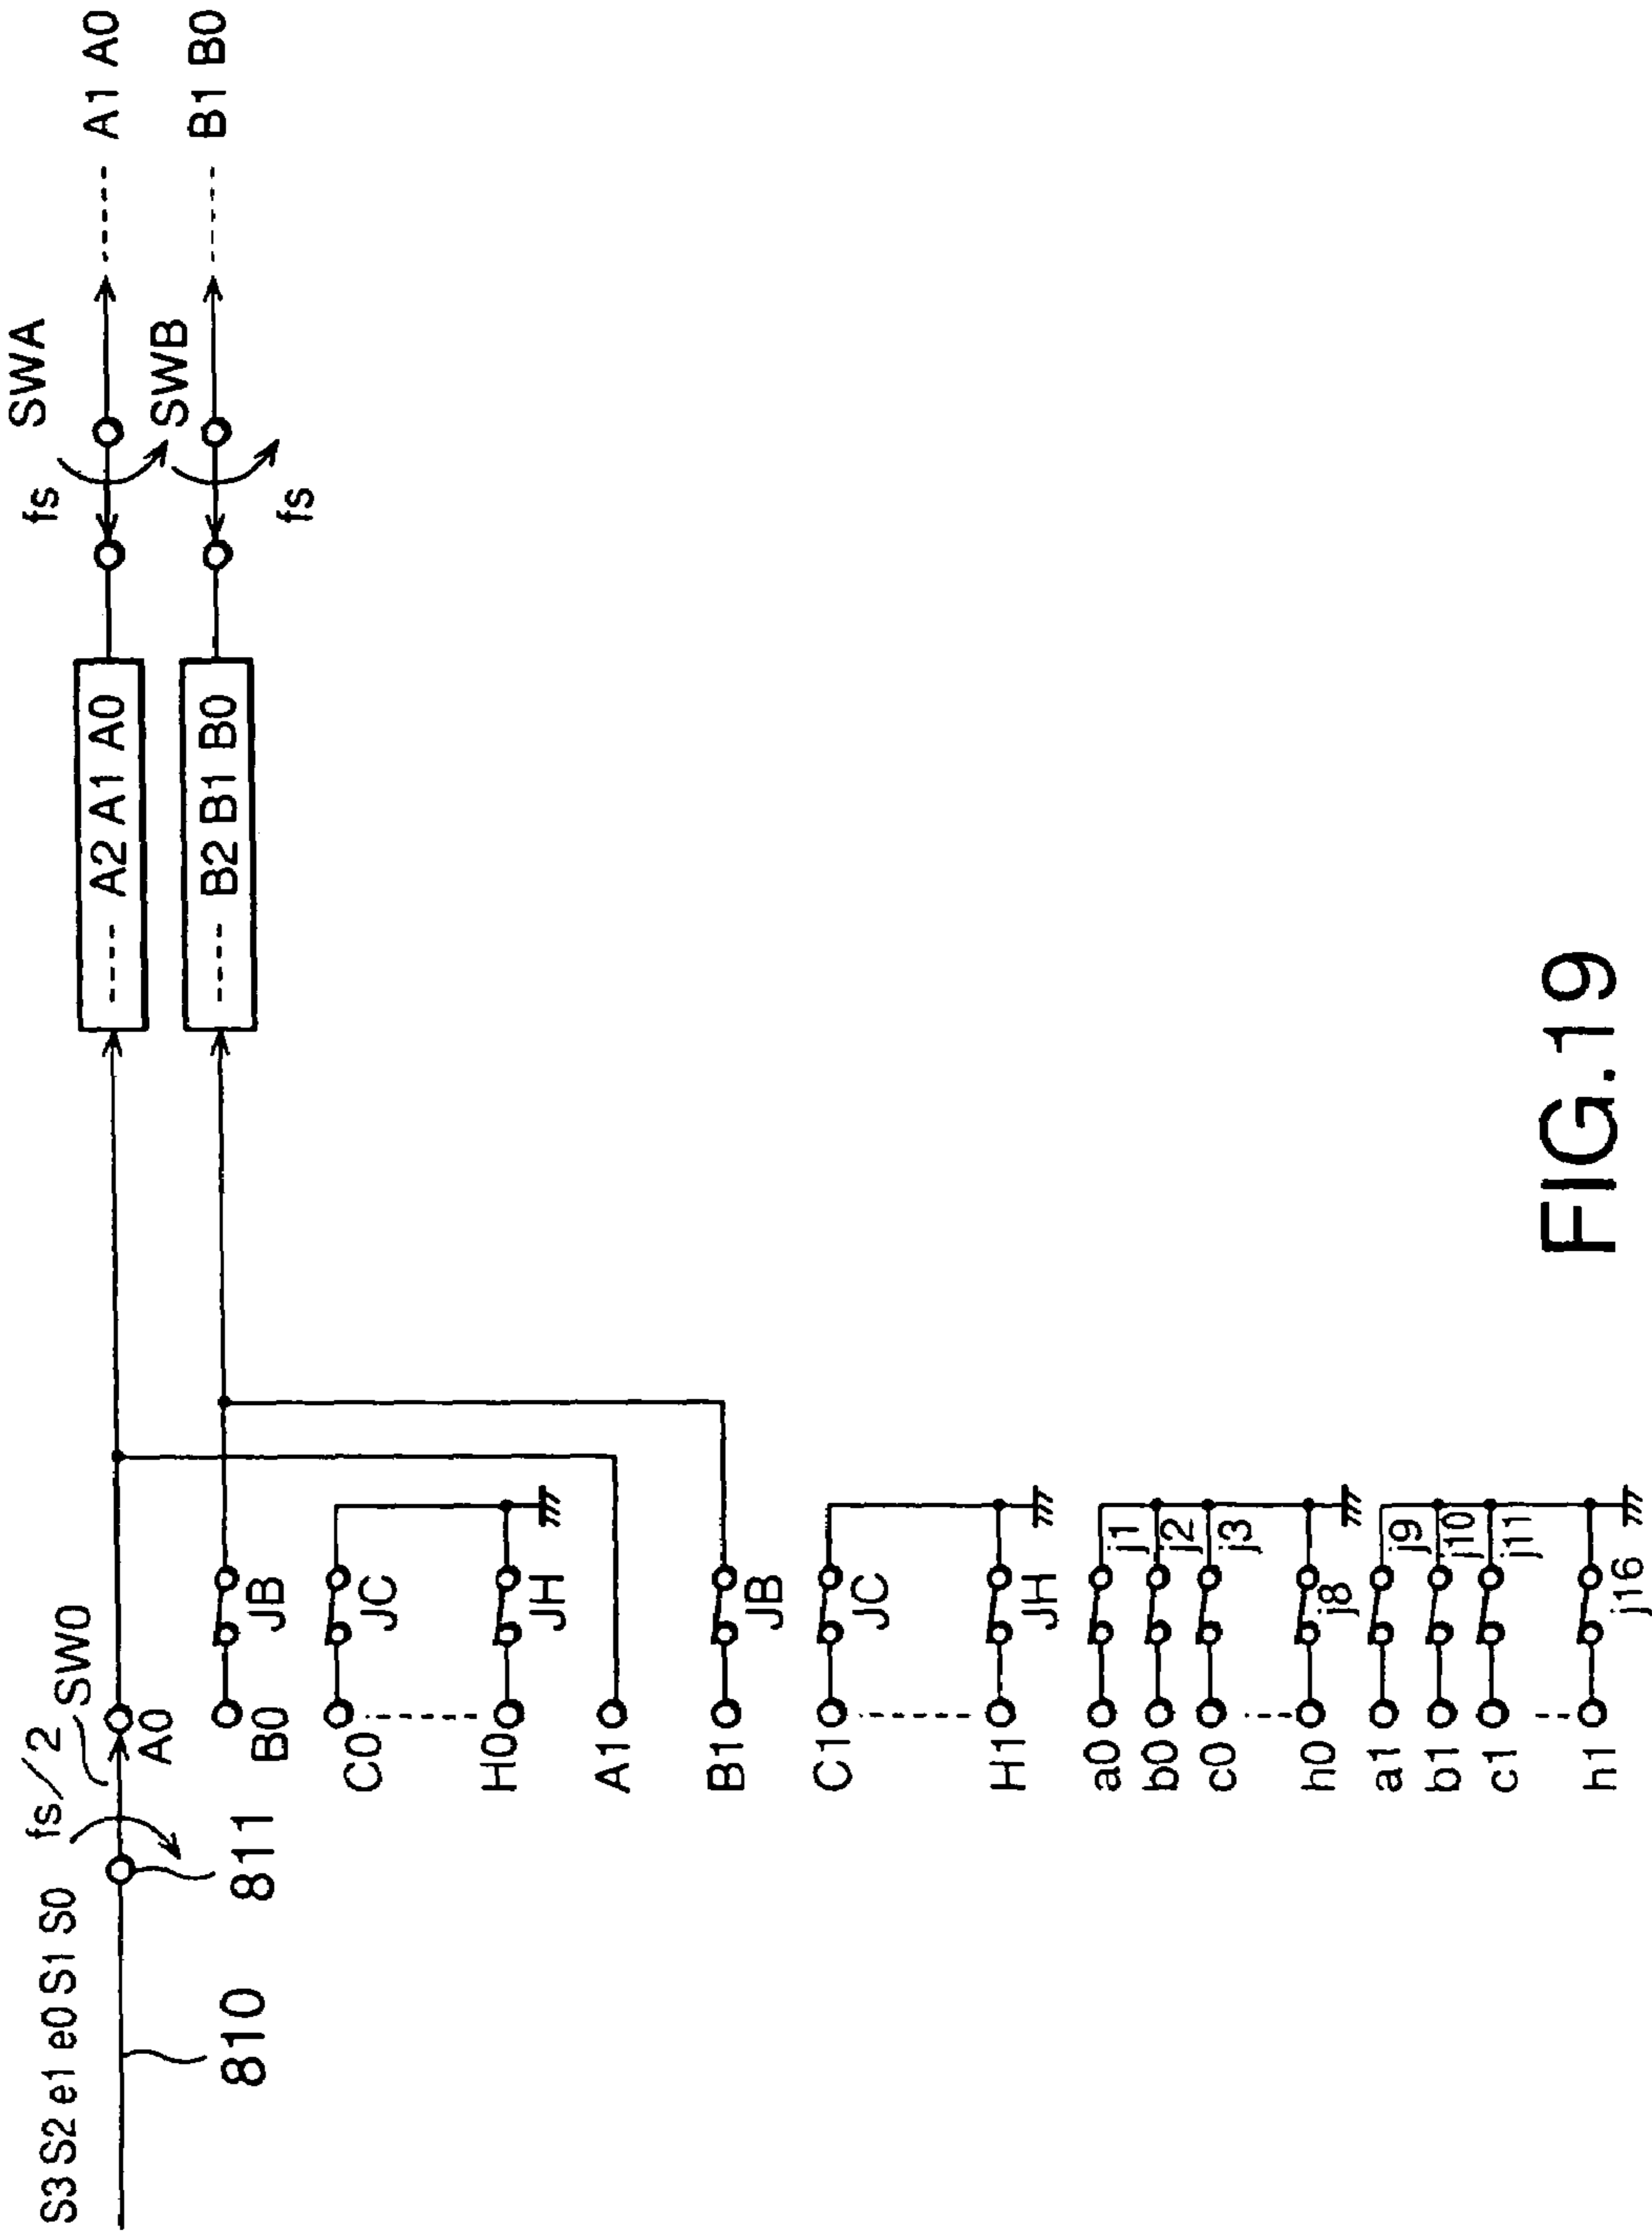 S3 S2 e1 e0 S1 S0
fs/2
SW0
810
811
A0
B0
JB
C0
JC
H0
JH
A1
B1
JB
C1
JC
H1
JH
a0
j1
b0
j2
c0
j3
h0
j8
a1
j9
b1
j10
c1
j11
h1
j16
A2 A1 A0
B2 B1 B0
fs
SWA
fs
SWB
A1 A0
B1 B0
FIG.19